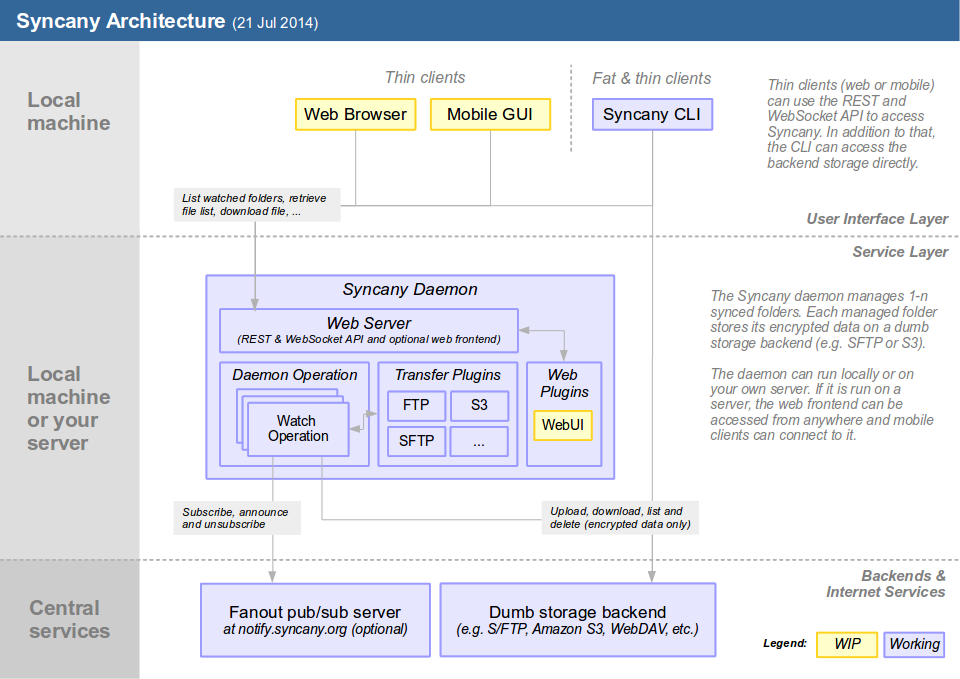 Syncany Architecture (21 Jul 2014)
Local
machine
Thin clients
Fat & thin clients
Web Browser
Mobile GUI
Syncany CLI
Thin clients (web or mobile)
can use the REST and
WebSocket API to access
Syncany. In addition to that,
the CLI can access the
backend storage directly.
List watched folders, retrieve
file list, download file, ...
User Interface Layer
Service Layer
Local
machine
or your
server
Syncany Daemon
Web Server
(REST & WebSocket API and optional web frontend)
Daemon Operation
Watch
Operation
Transfer Plugins
FTP
S3
SFTP
...
Web
Plugins
WebUI
The Syncany daemon manages 1-n
synced folders. Each managed folder
stores its encrypted data on a dumb
storage backend (e.g. SFTP or S3).
The daemon can run locally or on
your own server. If it is run on a
server, the web frontend can be
accessed from anywhere and mobile
clients can connect to it.
Subscribe, announce
and unsubscribe
Upload, download, list and
delete (encrypted data only)
Central
services
Fanout pub/sub server
at notify.syncany.org (optional)
Dumb storage backend
(e.g. S/FTP, Amazon S3, WebDAV, etc.)
Backends &
Internet Services
Legend:
WIP
Working